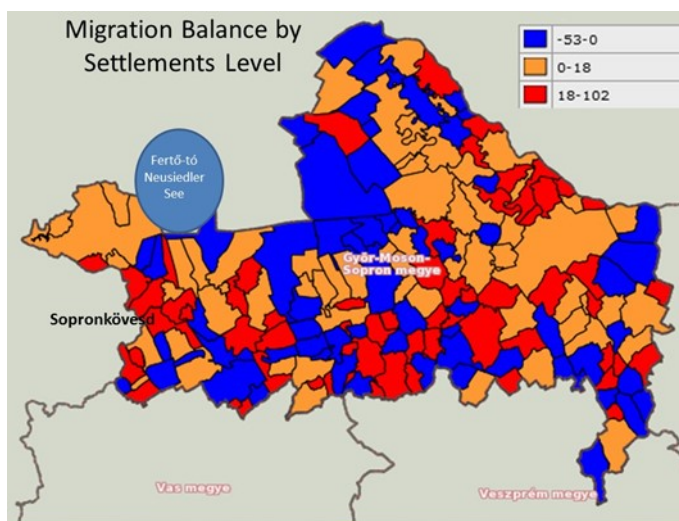 Migration Balance by
Settlements Level
-53-0
0-18
18-102
Fertő-tó
Neusiedler
See
Győr-Moson-
Sopron megye
Sopronkövesd
Vas megye
Veszprém megye